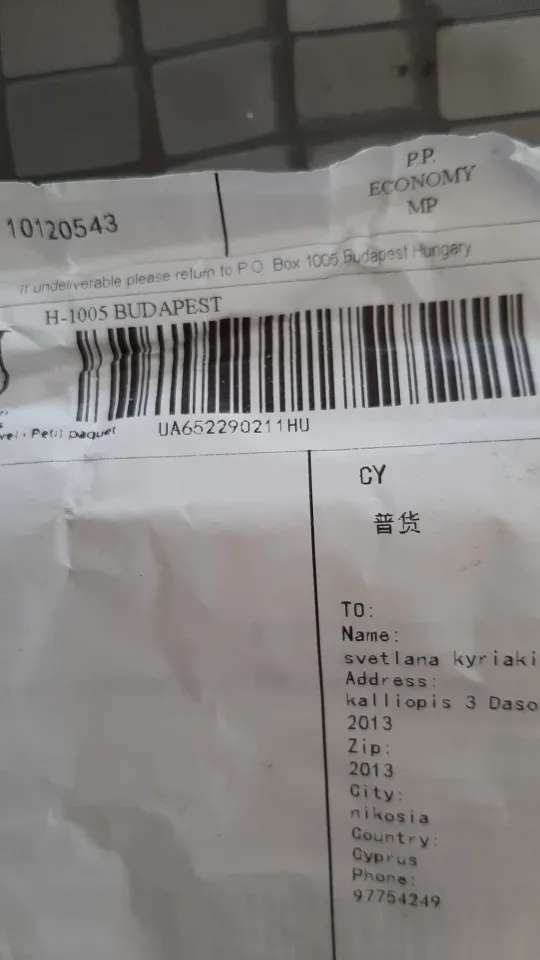 P.P.
ECONOMY
MP
10120543
If undeliverable please return to P.O. Box 1005 Budapest Hungary
H-1005 BUDAPEST
Petit paquet
UA652290211HU
CY
普货
TO:
Name:
svetlana kyriaki
Address:
kalliopis 3 Daso
2013
Zip:
2013
City:
nikosia
Country:
Cyprus
Phone:
97754249